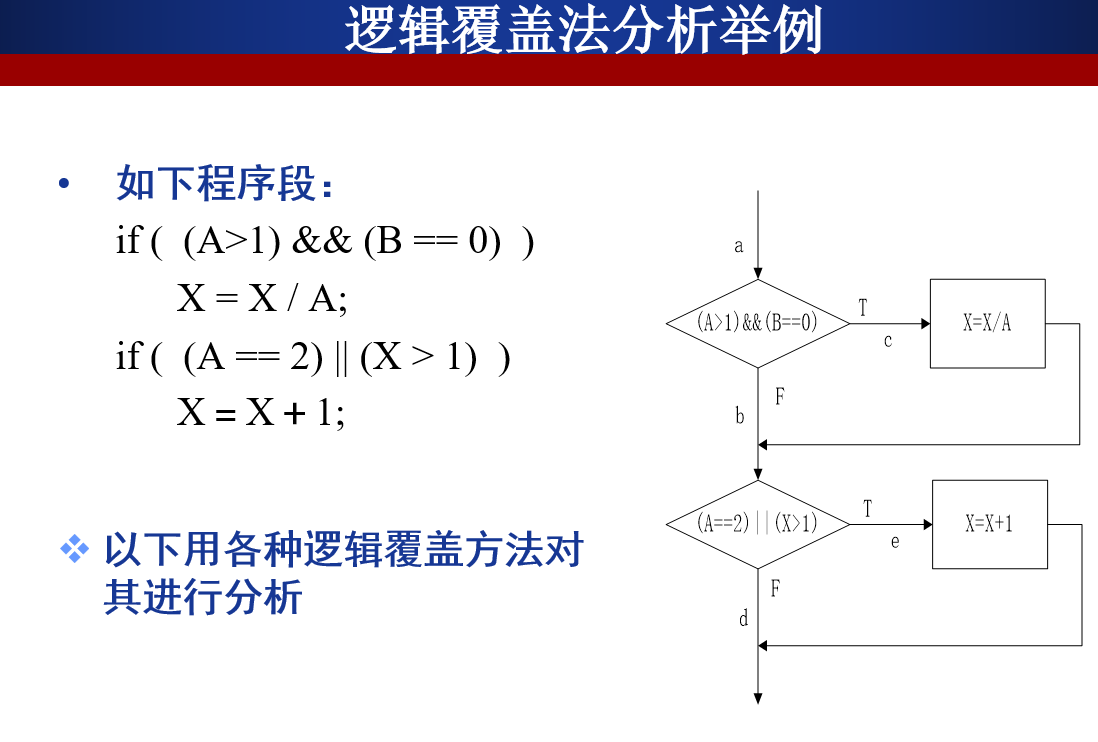 逻辑覆盖法分析举例
• 如下程序段：
if ( (A>1) && (B == 0) )
X = X / A;
if ( (A == 2) || (X > 1) )
X = X + 1;
❖ 以下用各种逻辑覆盖方法对
其进行分析
a
(A>1)&&(B==0)
T
c
X=X/A
F
b
(A==2)||(X>1)
T
e
X=X+1
F
d